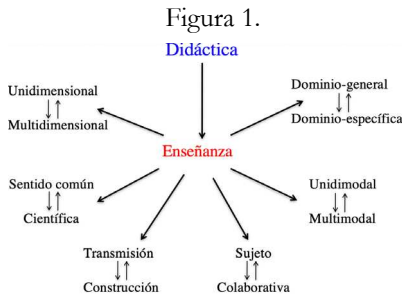 Figura 1.
Didáctica
Unidimensional
Multidimensional
Dominio-general
Dominio-específica
Enseñanza
Sentido común
Científica
Unidimodal
Multimodal
Transmisión
Construcción
Sujeto
Colaborativa